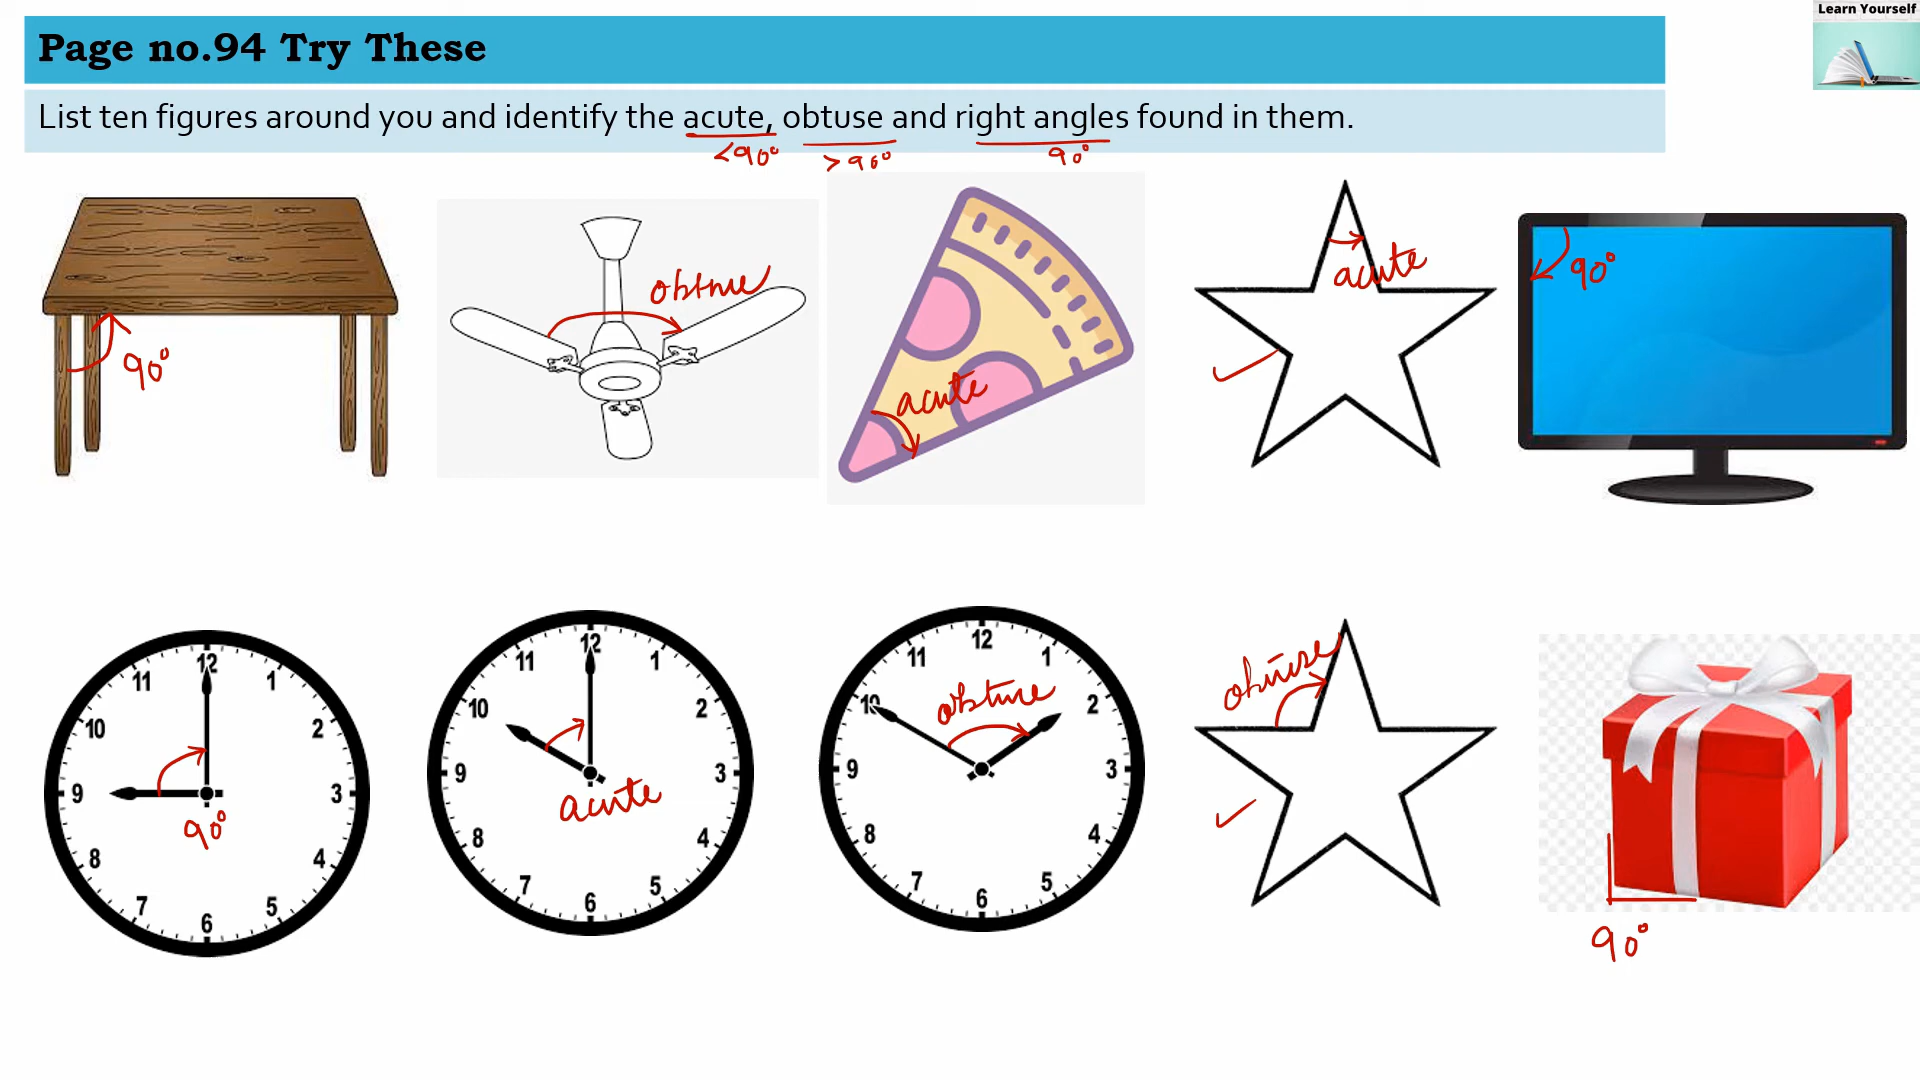 Learn Yourself
Page no.94 Try These
List ten figures around you and identify the acute, obtuse and right angles found in them.
<90° >90° 90°
90°
obtuse
acute
acute
90°
12 1 2 3 4 5 6 7 8 9 10 11
90°
12 1 2 3 4 5 6 7 8 9 10 11
acute
12 1 2 3 4 5 6 7 8 9 10 11
obtuse
obtuse
90°